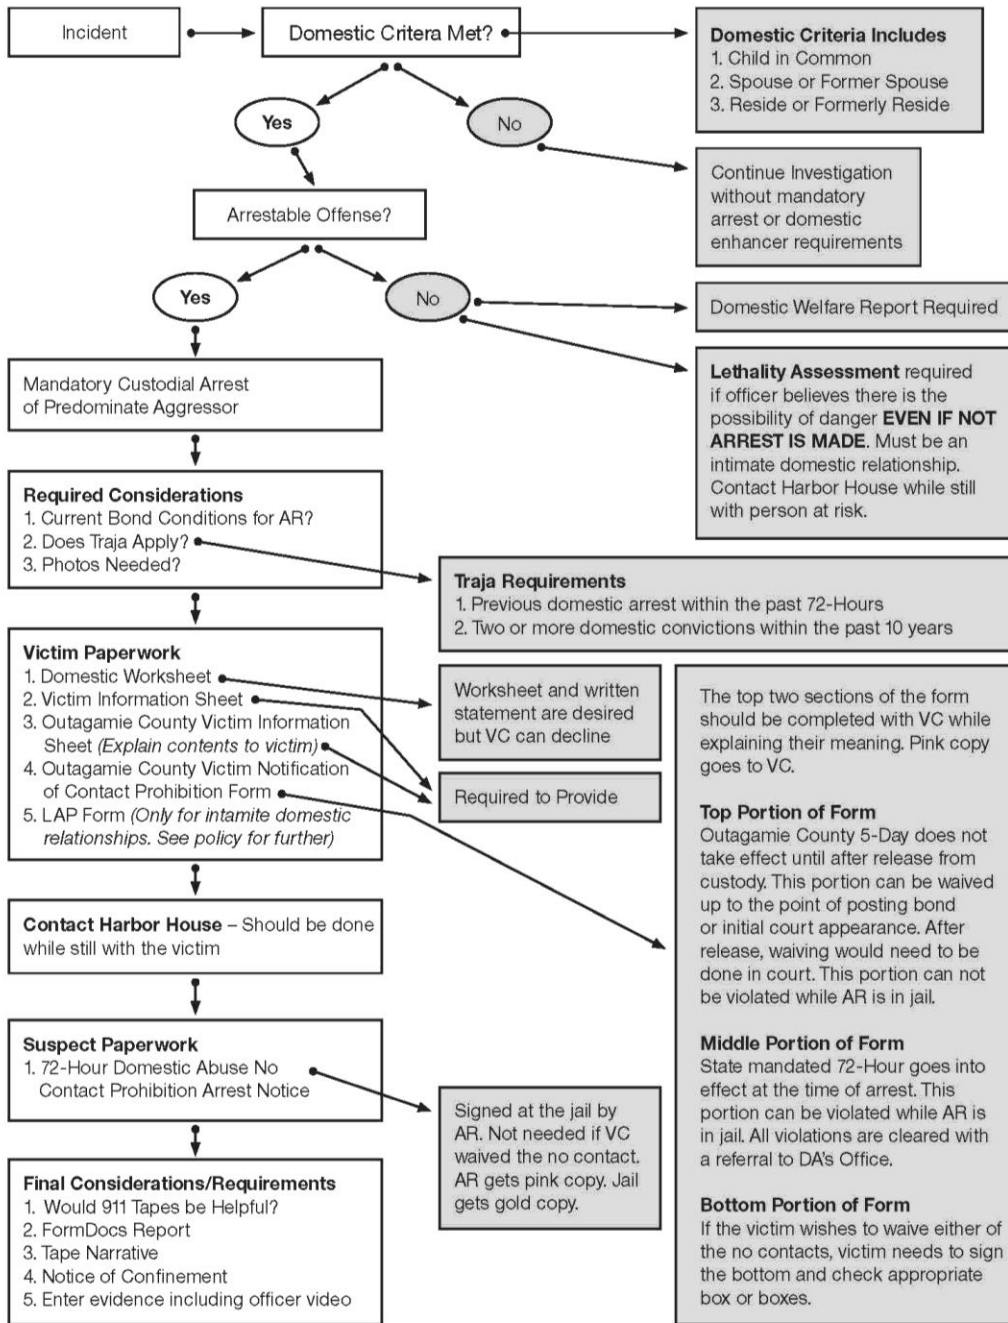 Incident
Domestic Critera Met?
Domestic Criteria Includes
1. Child in Common
2. Spouse or Former Spouse
3. Reside or Formerly Reside
Yes
No
Continue Investigation
without mandatory
arrest or domestic
enhancer requirements
Arrestable Offense?
Yes
No
Domestic Welfare Report Required
Lethality Assessment required
if officer believes there is the
possibility of danger EVEN IF NOT
ARREST IS MADE. Must be an
intimate domestic relationship.
Contact Harbor House while still
with person at risk.
Mandatory Custodial Arrest
of Predominate Aggressor
Required Considerations
1. Current Bond Conditions for AR?
2. Does Traja Apply?
3. Photos Needed?
Traja Requirements
1. Previous domestic arrest within the past 72-Hours
2. Two or more domestic convictions within the past 10 years
Victim Paperwork
1. Domestic Worksheet
2. Victim Information Sheet
3. Outagamie County Victim Information
Sheet (Explain contents to victim)
4. Outagamie County Victim Notification
of Contact Prohibition Form
5. LAP Form (Only for intamite domestic
relationships. See policy for further)
Worksheet and written
statement are desired
but VC can decline
Required to Provide
The top two sections of the form
should be completed with VC while
explaining their meaning. Pink copy
goes to VC.
Top Portion of Form
Outagamie County 5-Day does not
take effect until after release from
custody. This portion can be waived
up to the point of posting bond
or initial court appearance. After
release, waiving would need to be
done in court. This portion can not
be violated while AR is in jail.
Middle Portion of Form
State mandated 72-Hour goes into
effect at the time of arrest. This
portion can be violated while AR is
in jail. All violations are cleared with
a referral to DA's Office.
Bottom Portion of Form
If the victim wishes to waive either of
the no contacts, victim needs to sign
the bottom and check appropriate
box or boxes.
Contact Harbor House – Should be done
while still with the victim
Suspect Paperwork
1. 72-Hour Domestic Abuse No
Contact Prohibition Arrest Notice
Signed at the jail by
AR. Not needed if VC
waived the no contact.
AR gets pink copy. Jail
gets gold copy.
Final Considerations/Requirements
1. Would 911 Tapes be Helpful?
2. FormDocs Report
3. Tape Narrative
4. Notice of Confinement
5. Enter evidence including officer video